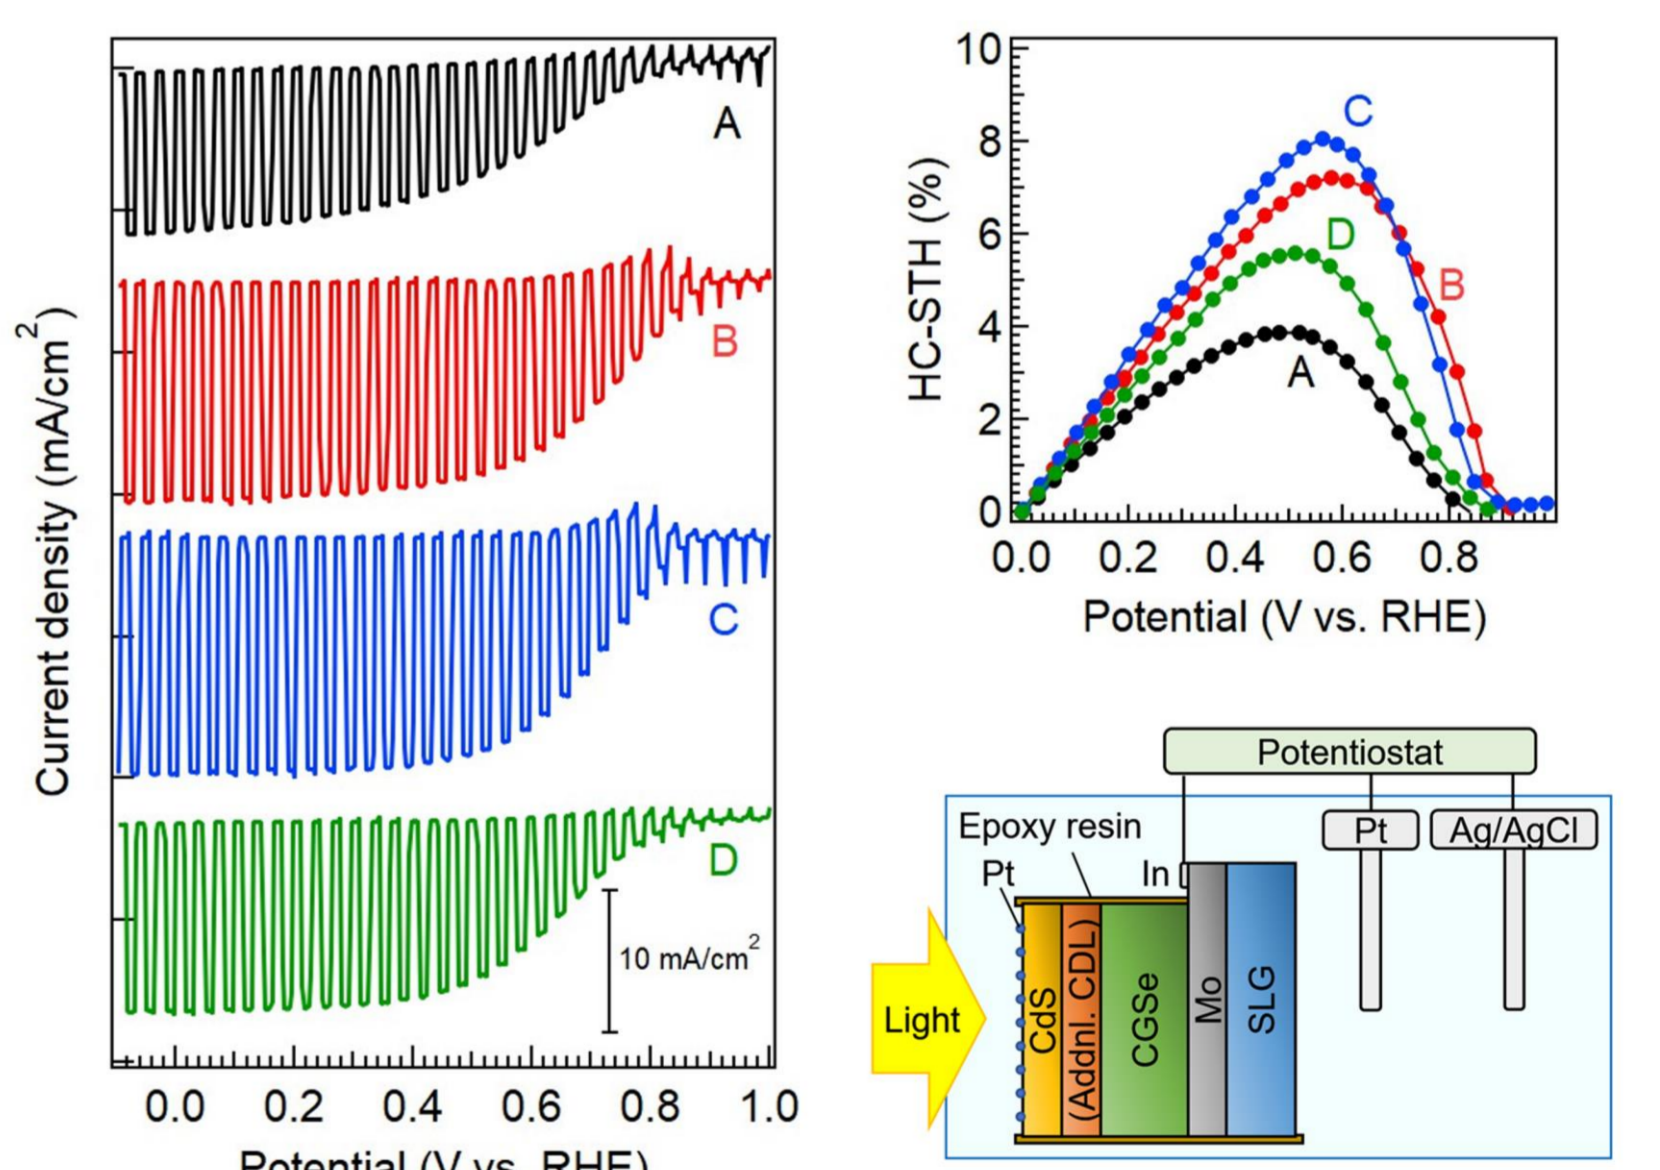 Current density (mA/cm2)
A
B
C
D
10 mA/cm2
0.0 0.2 0.4 0.6 0.8 1.0
Potential (V vs. RHE)
HC-STH (%)
10
8
6
4
2
0
C
D
B
A
0.0 0.2 0.4 0.6 0.8
Potential (V vs. RHE)
Potentiostat
Epoxy resin
Pt
In
Pt
Ag/AgCl
Light
CdS
(Addnl. CDL)
CGSe
Mo
SLG